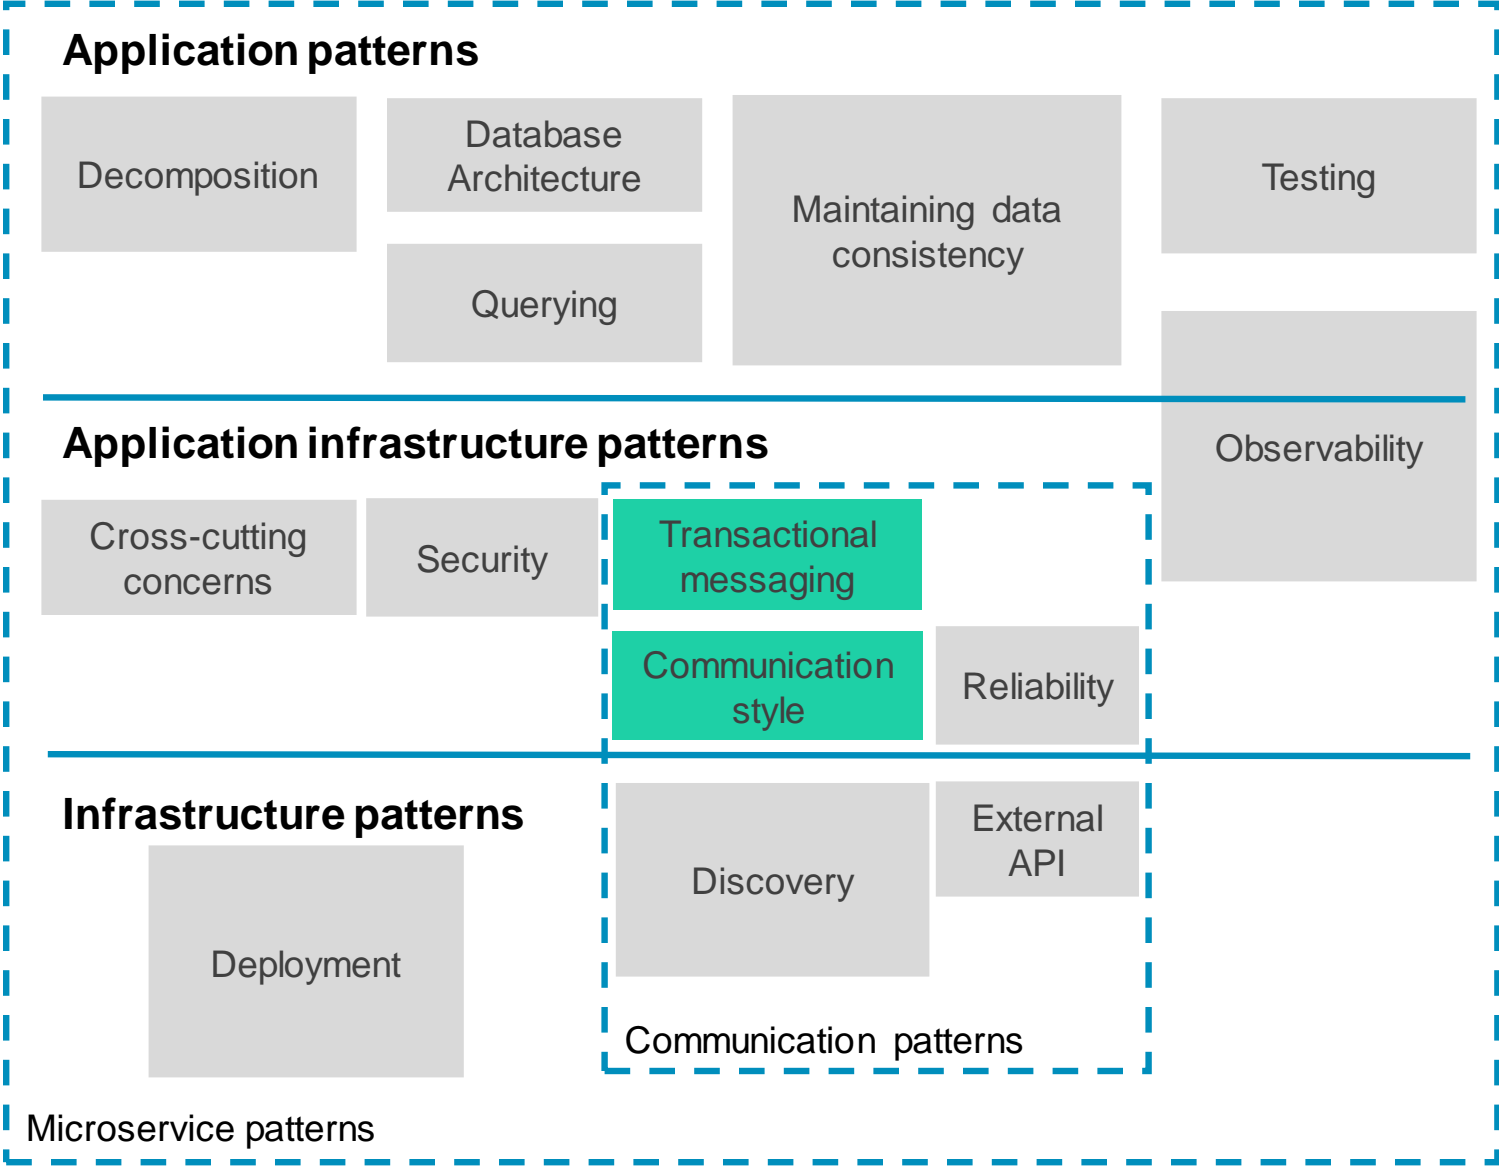 Application patterns
Decomposition
Database
Architecture
Querying
Maintaining data
consistency
Testing
Application infrastructure patterns
Observability
Cross-cutting
concerns
Security
Transactional
messaging
Communication
style
Reliability
Infrastructure patterns
Deployment
Discovery
External
API
Communication patterns
Microservice patterns